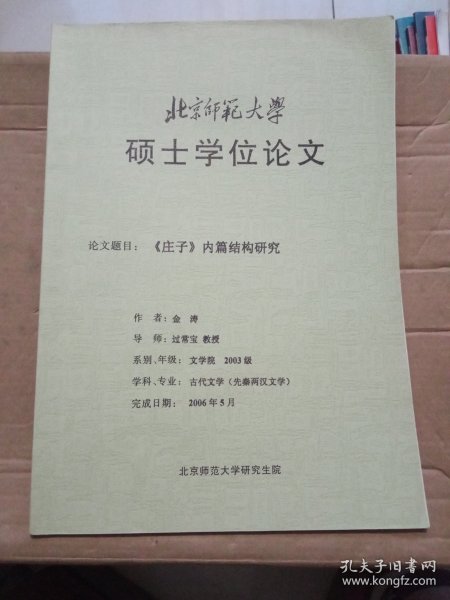 北京师範大学
硕士学位论文
论文题目：《庄子》内篇结构研究
作 者：金 涛
导 师：过常宝 教授
系别、年级：文学院 2003级
学科、专业：古代文学（先秦两汉文学）
完成日期：2006年5月
北京师范大学研究生院
孔夫子旧书网
www.kongfz.com